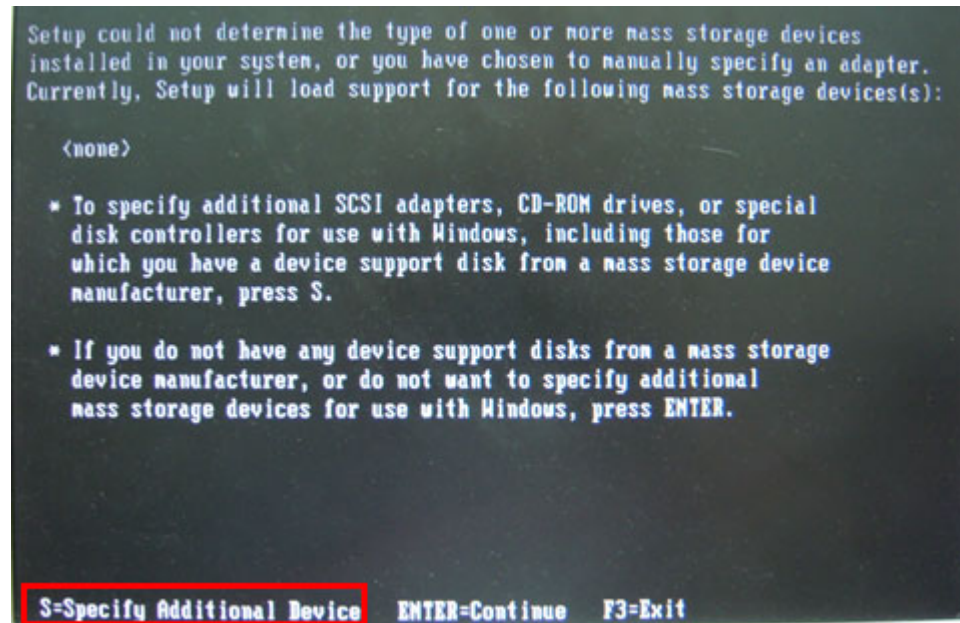 Setup could not determine the type of one or more mass storage devices
installed in your system, or you have chosen to manually specify an adapter.
Currently, Setup will load support for the following mass storage devices(s):
<none>
* To specify additional SCSI adapters, CD-ROM drives, or special
disk controllers for use with Windows, including those for
which you have a device support disk from a mass storage device
manufacturer, press S.
* If you do not have any device support disks from a mass storage
device manufacturer, or do not want to specify additional
mass storage devices for use with Windows, press ENTER.
S=Specify Additional Device ENTER=Continue F3=Exit